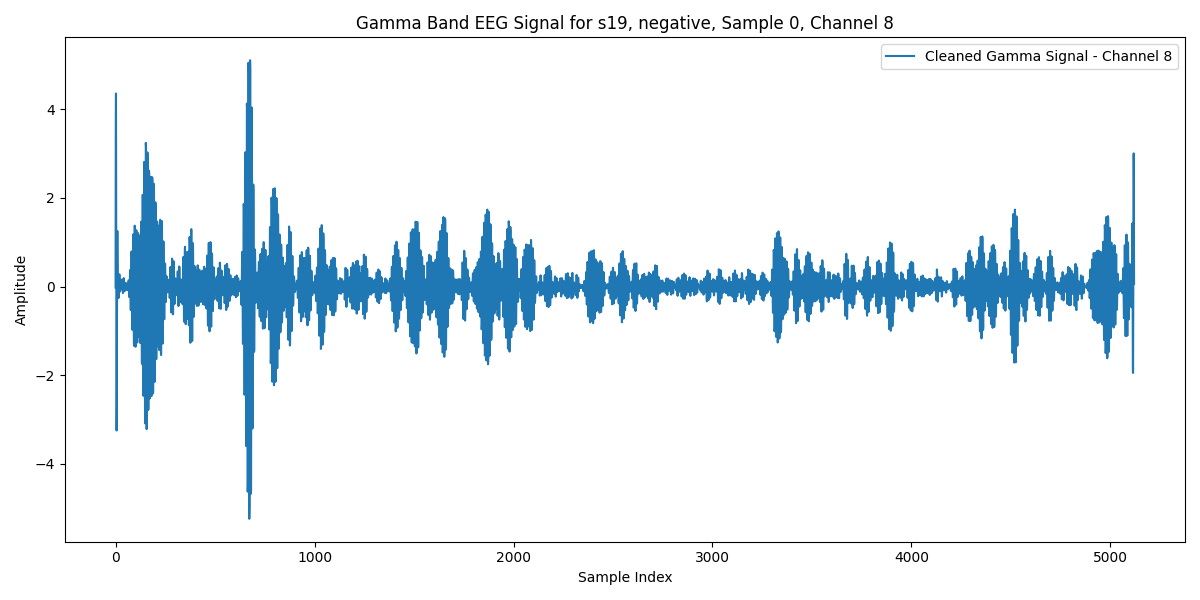 Gamma Band EEG Signal for s19, negative, Sample 0, Channel 8
Cleaned Gamma Signal - Channel 8
Amplitude
4
2
0
−2
−4
0 1000 2000 3000 4000 5000
Sample Index